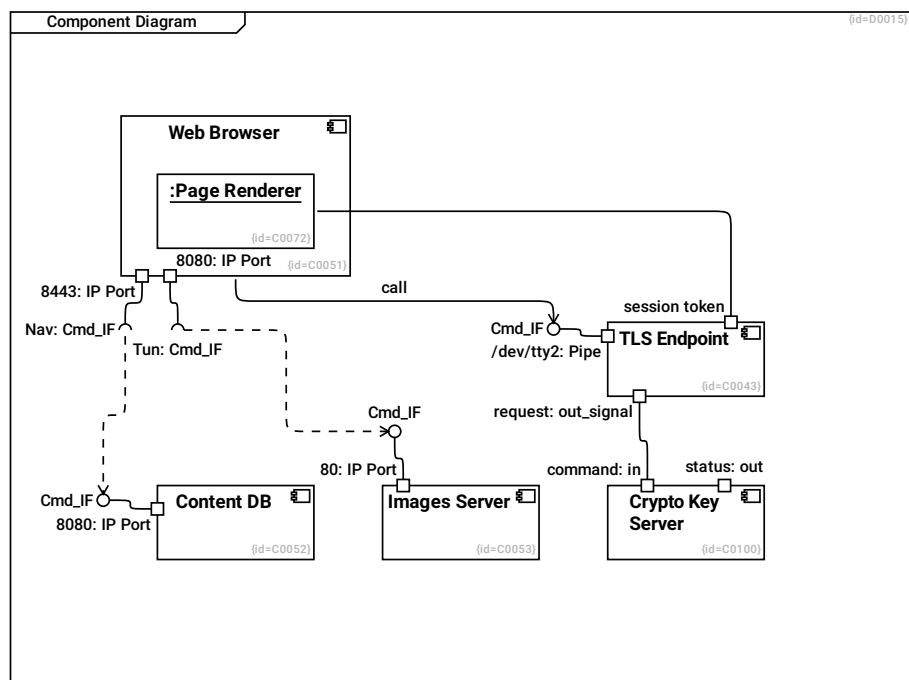 Component Diagram
{id=D0015}
Web Browser
:Page Renderer
{id=C0072}
8080: IP Port
{id=C0051}
8443: IP Port
call
session token
Nav: Cmd_IF
Tun: Cmd_IF
Cmd_IF
/dev/tty2: Pipe
TLS Endpoint
{id=C0043}
request: out_signal
Cmd_IF
80: IP Port
command: in
status: out
Cmd_IF
8080: IP Port
Content DB
{id=C0052}
Images Server
{id=C0053}
Crypto Key
Server
{id=C0100}